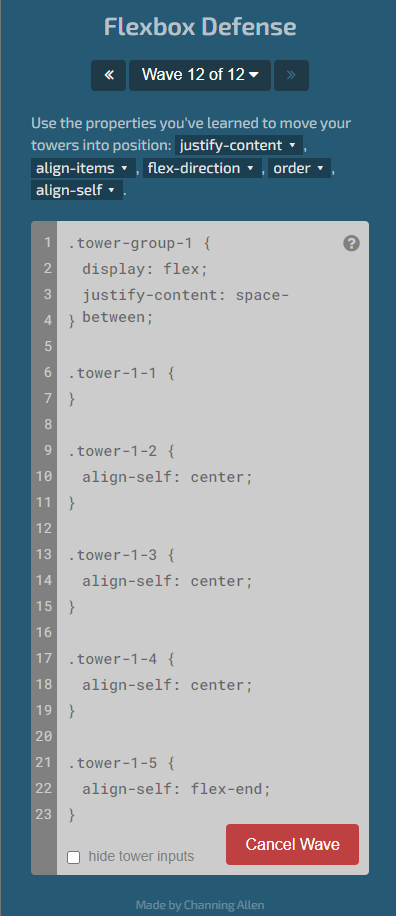 Flexbox Defense
« Wave 12 of 12 ▾ »
Use the properties you've learned to move your
towers into position: justify-content ▾ ,
align-items ▾ , flex-direction ▾ , order ▾ ,
align-self ▾ .
1 .tower-group-1 { ?
2 display: flex;
3 justify-content: space-
between;
4 }
5
6 .tower-1-1 {
7 }
8
9 .tower-1-2 {
10 align-self: center;
11 }
12
13 .tower-1-3 {
14 align-self: center;
15 }
16
17 .tower-1-4 {
18 align-self: center;
19 }
20
21 .tower-1-5 {
22 align-self: flex-end;
23 }
hide tower inputs
Cancel Wave
Made by Channing Allen